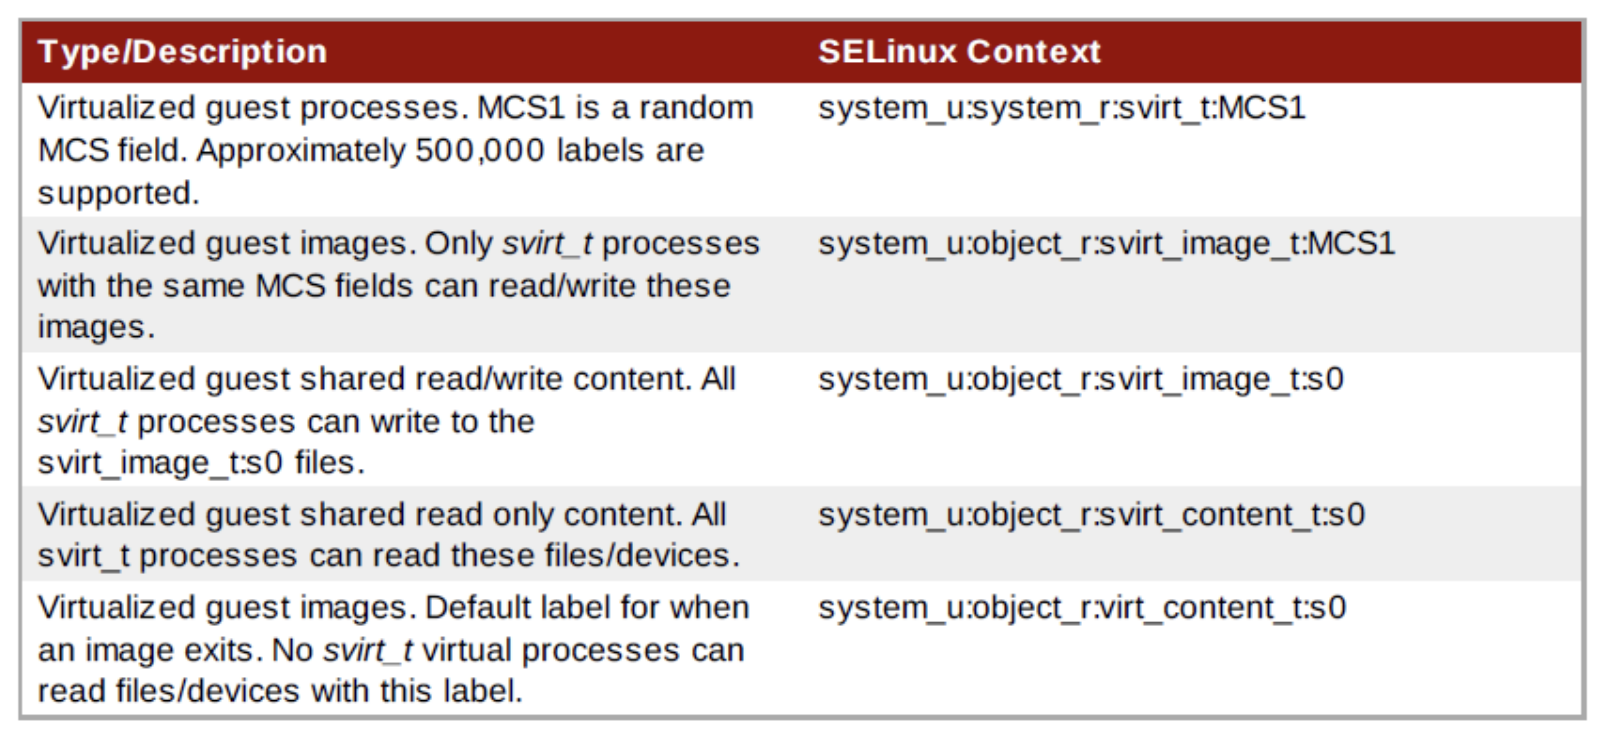 Type/Description SELinux Context
Virtualized guest processes. MCS1 is a random system_u:system_r:svirt_t:MCS1
MCS field. Approximately 500,000 labels are
supported.
Virtualized guest images. Only svirt_t processes system_u:object_r:svirt_image_t:MCS1
with the same MCS fields can read/write these
images.
Virtualized guest shared read/write content. All system_u:object_r:svirt_image_t:s0
svirt_t processes can write to the
svirt_image_t:s0 files.
Virtualized guest shared read only content. All system_u:object_r:svirt_content_t:s0
svirt_t processes can read these files/devices.
Virtualized guest images. Default label for when system_u:object_r:virt_content_t:s0
an image exits. No svirt_t virtual processes can
read files/devices with this label.